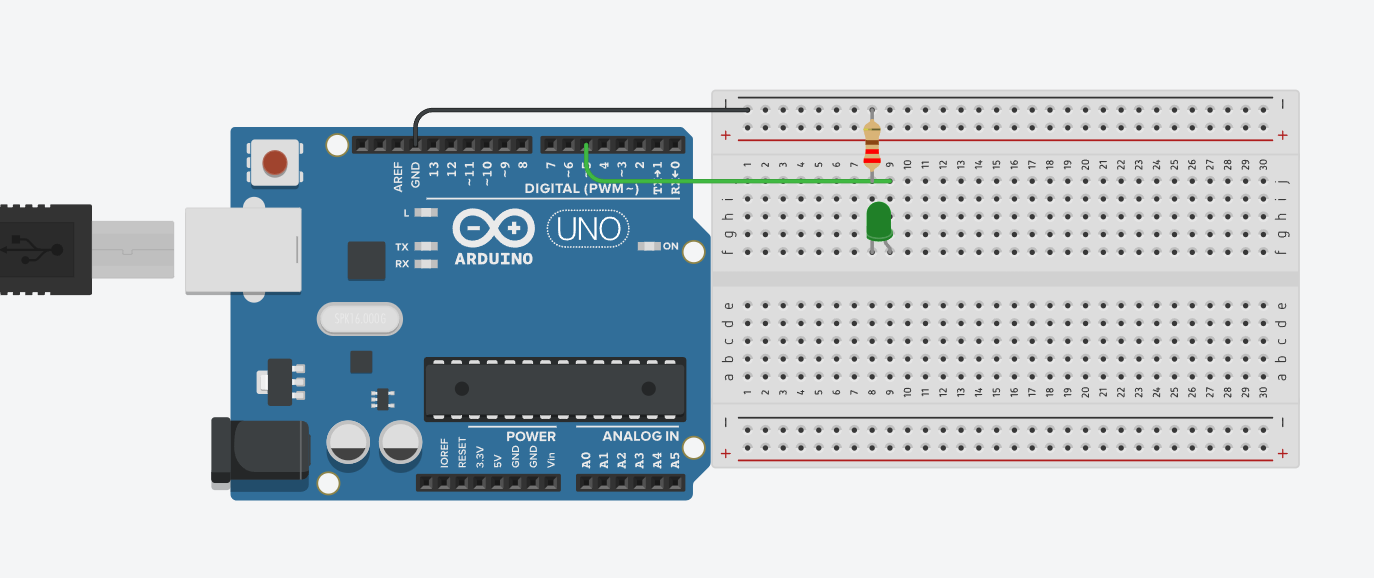 1 2 3 4 5 6 7 8 9 10 11 12 13 14 15 16 17 18 19 20 21 22 23 24 25 26 27 28 29 30
- -
+ +
AREF GND 13 12 ~11 ~10 ~9 8 7 ~6 ~5 4 ~3 2 TX→1 RX←0
DIGITAL (PWM~)
j j
i i
h h
g g
f f
L
TX
RX
UNO
ARDUINO
ON
SPK16.000G
e e
d d
c c
b b
a a
1 2 3 4 5 6 7 8 9 10 11 12 13 14 15 16 17 18 19 20 21 22 23 24 25 26 27 28 29 30
- -
+ +
POWER ANALOG IN
IOREF RESET 3.3V 5V GND GND Vin A0 A1 A2 A3 A4 A5